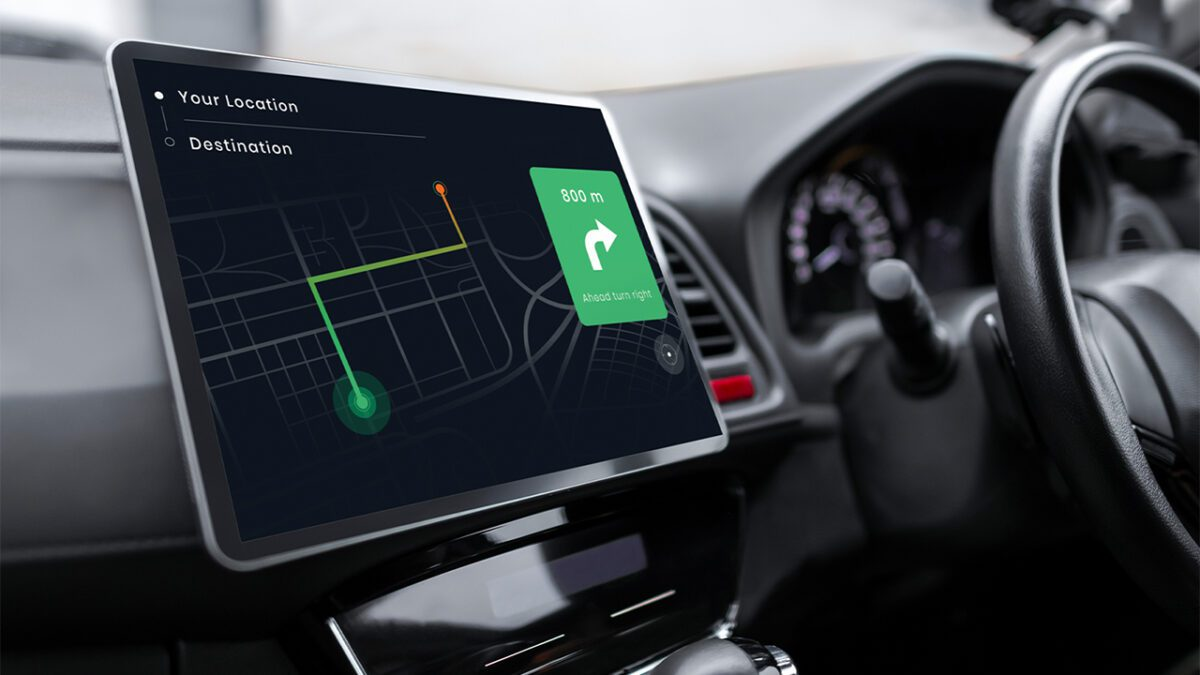 Your Location
Destination
800 m
Ahead turn right